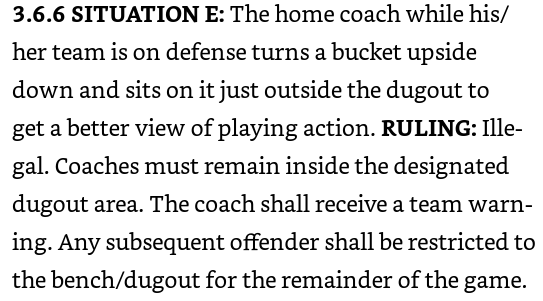 3.6.6 SITUATION E: The home coach while his/
her team is on defense turns a bucket upside
down and sits on it just outside the dugout to
get a better view of playing action. RULING: Ille-
gal. Coaches must remain inside the designated
dugout area. The coach shall receive a team warn-
ing. Any subsequent offender shall be restricted to
the bench/dugout for the remainder of the game.